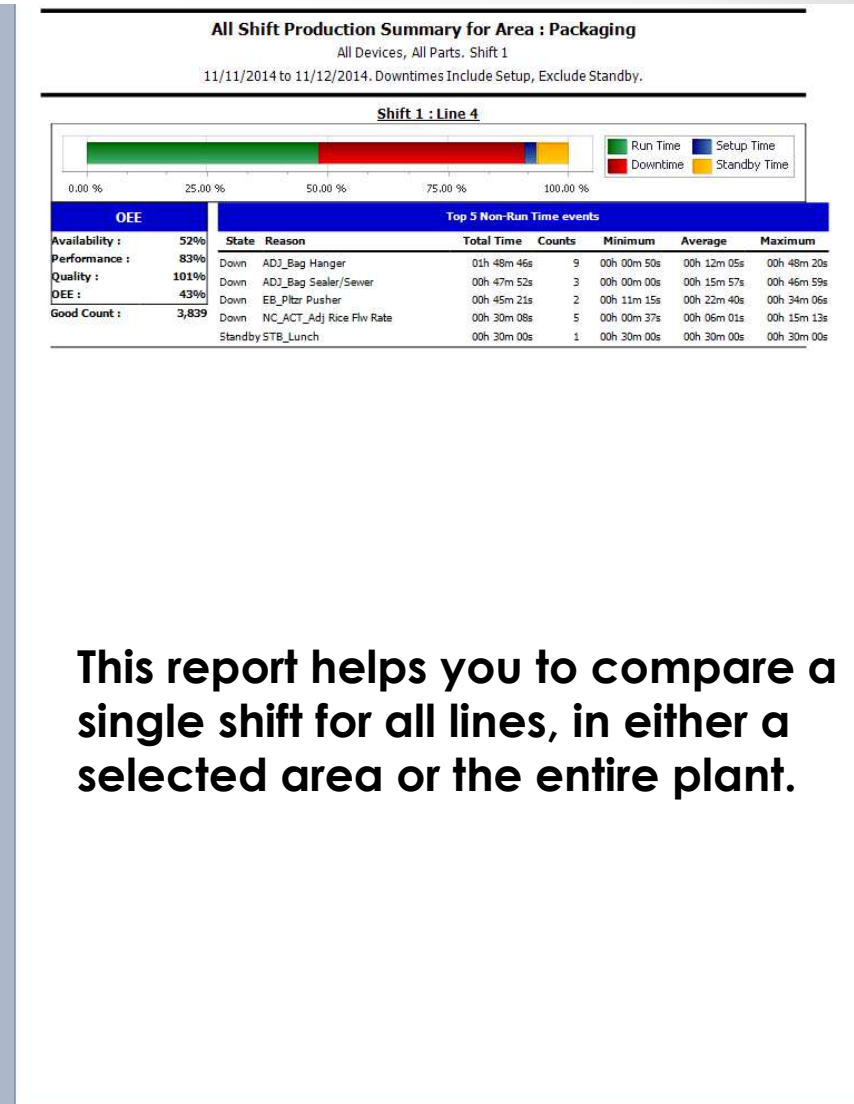 All Shift Production Summary for Area : Packaging
All Devices, All Parts. Shift 1
11/11/2014 to 11/12/2014. Downtimes Include Setup, Exclude Standby.
Shift 1 : Line 4
Run Time Setup Time
Downtime Standby Time
0.00 % 25.00 % 50.00 % 75.00 % 100.00 %
OEE Top 5 Non-Run Time events
Availability : 52% State Reason Total Time Counts Minimum Average Maximum
Performance : 83% Down ADJ_Bag Hanger 01h 48m 46s 9 00h 00m 50s 00h 12m 05s 00h 48m 20s
Quality : 101% Down ADJ_Bag Sealer/Sewer 00h 47m 52s 3 00h 00m 00s 00h 15m 57s 00h 46m 59s
OEE : 43% Down EB_Pltzr Pusher 00h 45m 21s 2 00h 11m 15s 00h 22m 40s 00h 34m 06s
Good Count : 3,839 Down NC_ACT_Adj Rice Flw Rate 00h 30m 08s 5 00h 00m 37s 00h 06m 01s 00h 15m 13s
Standby STB_Lunch 00h 30m 00s 1 00h 30m 00s 00h 30m 00s 00h 30m 00s
This report helps you to compare a
single shift for all lines, in either a
selected area or the entire plant.